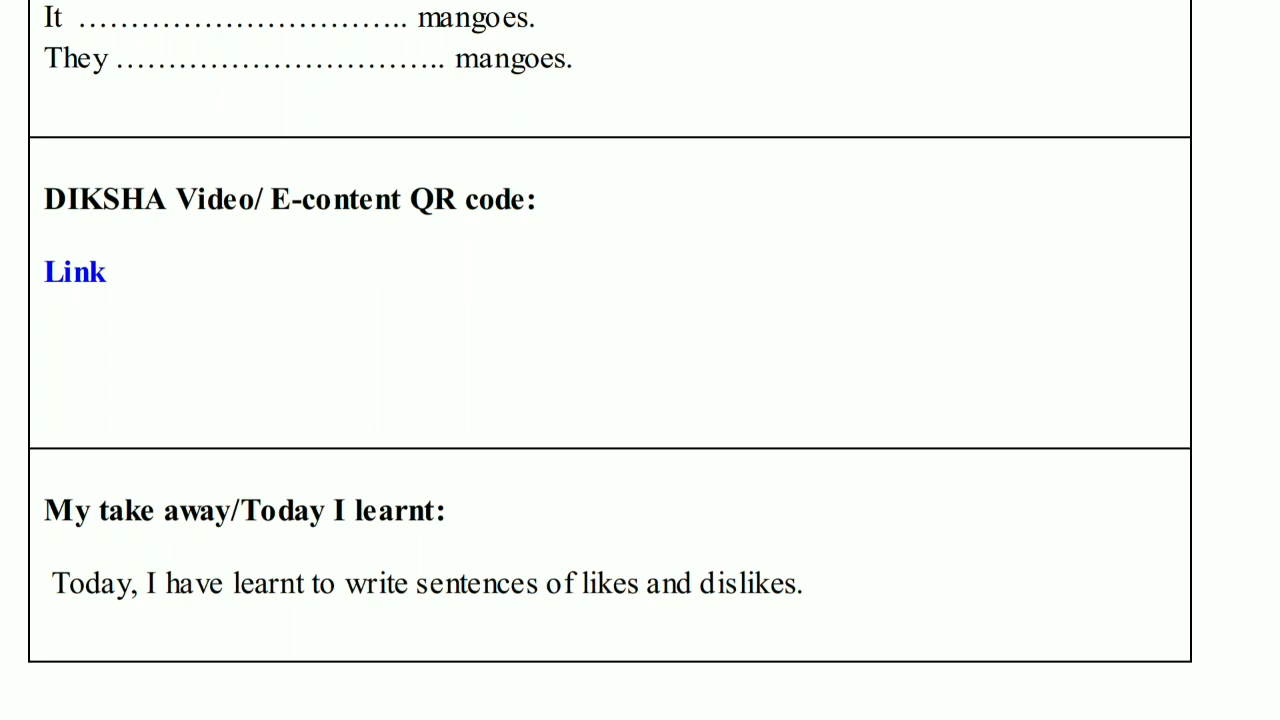 It ………………………….. mangoes.
They ………………………….. mangoes.
DIKSHA Video/ E-content QR code:
Link
My take away/Today I learnt:
Today, I have learnt to write sentences of likes and dislikes.